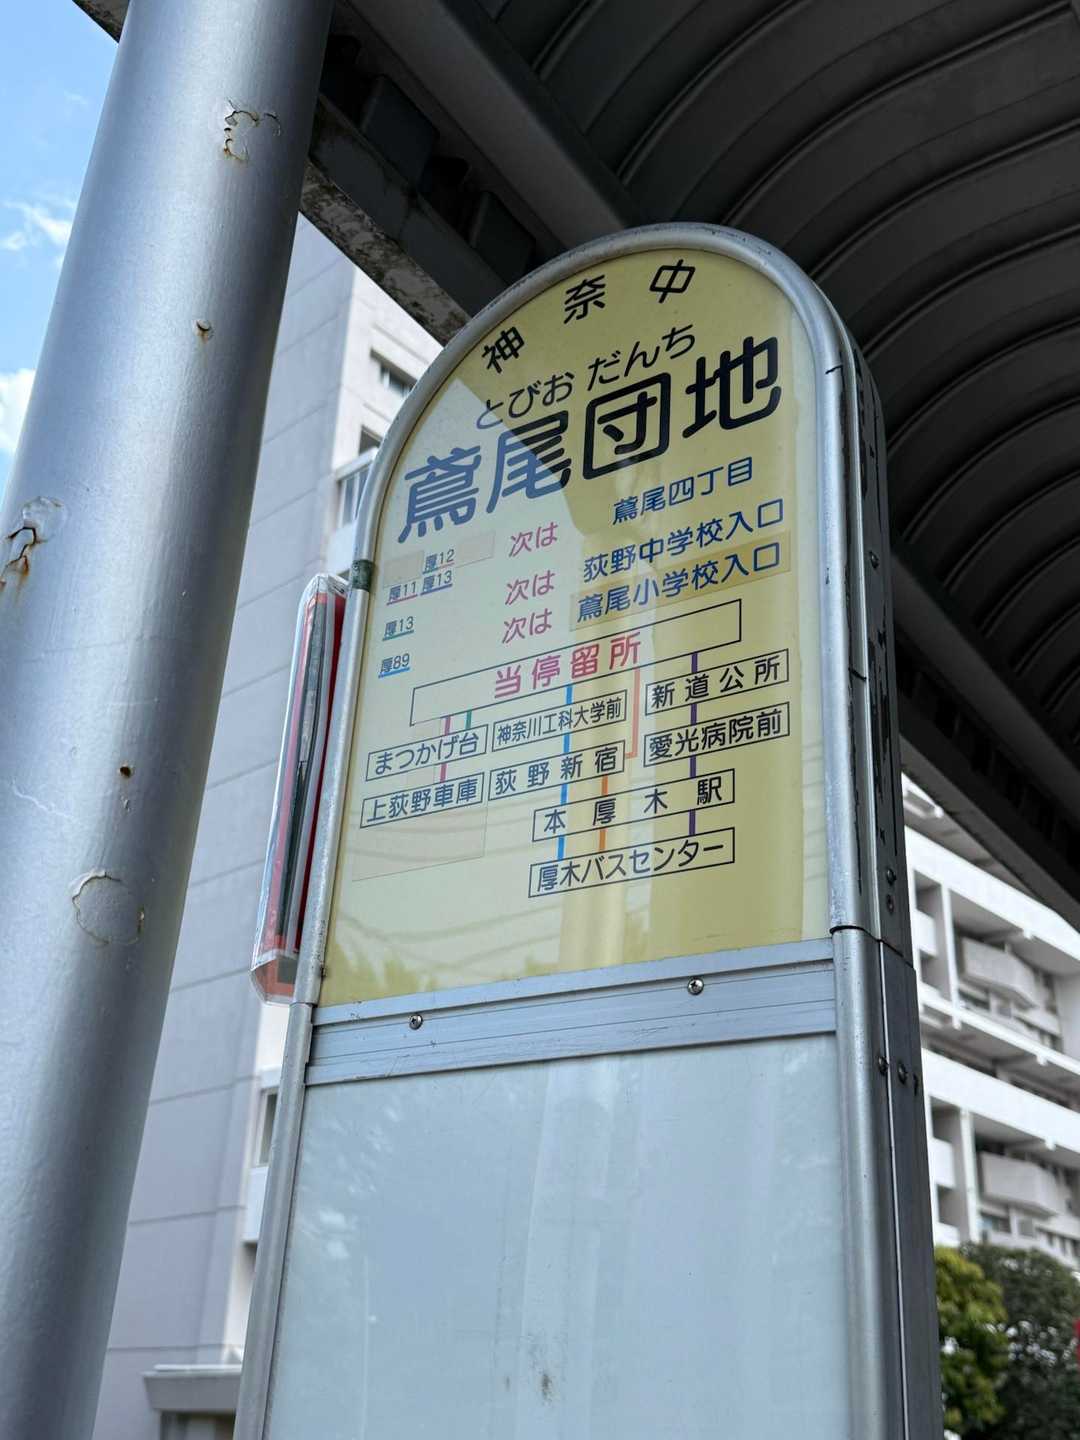 神奈中
とびお だんち
鳶尾団地
厚12
厚11 厚13 次は 鳶尾四丁目
厚13 次は 荻野中学校入口
厚89 次は 鳶尾小学校入口
当停留所
まつかげ台 神奈川工科大学前 新道公所
上荻野車庫 荻野新宿 愛光病院前
本厚木駅
厚木バスセンター